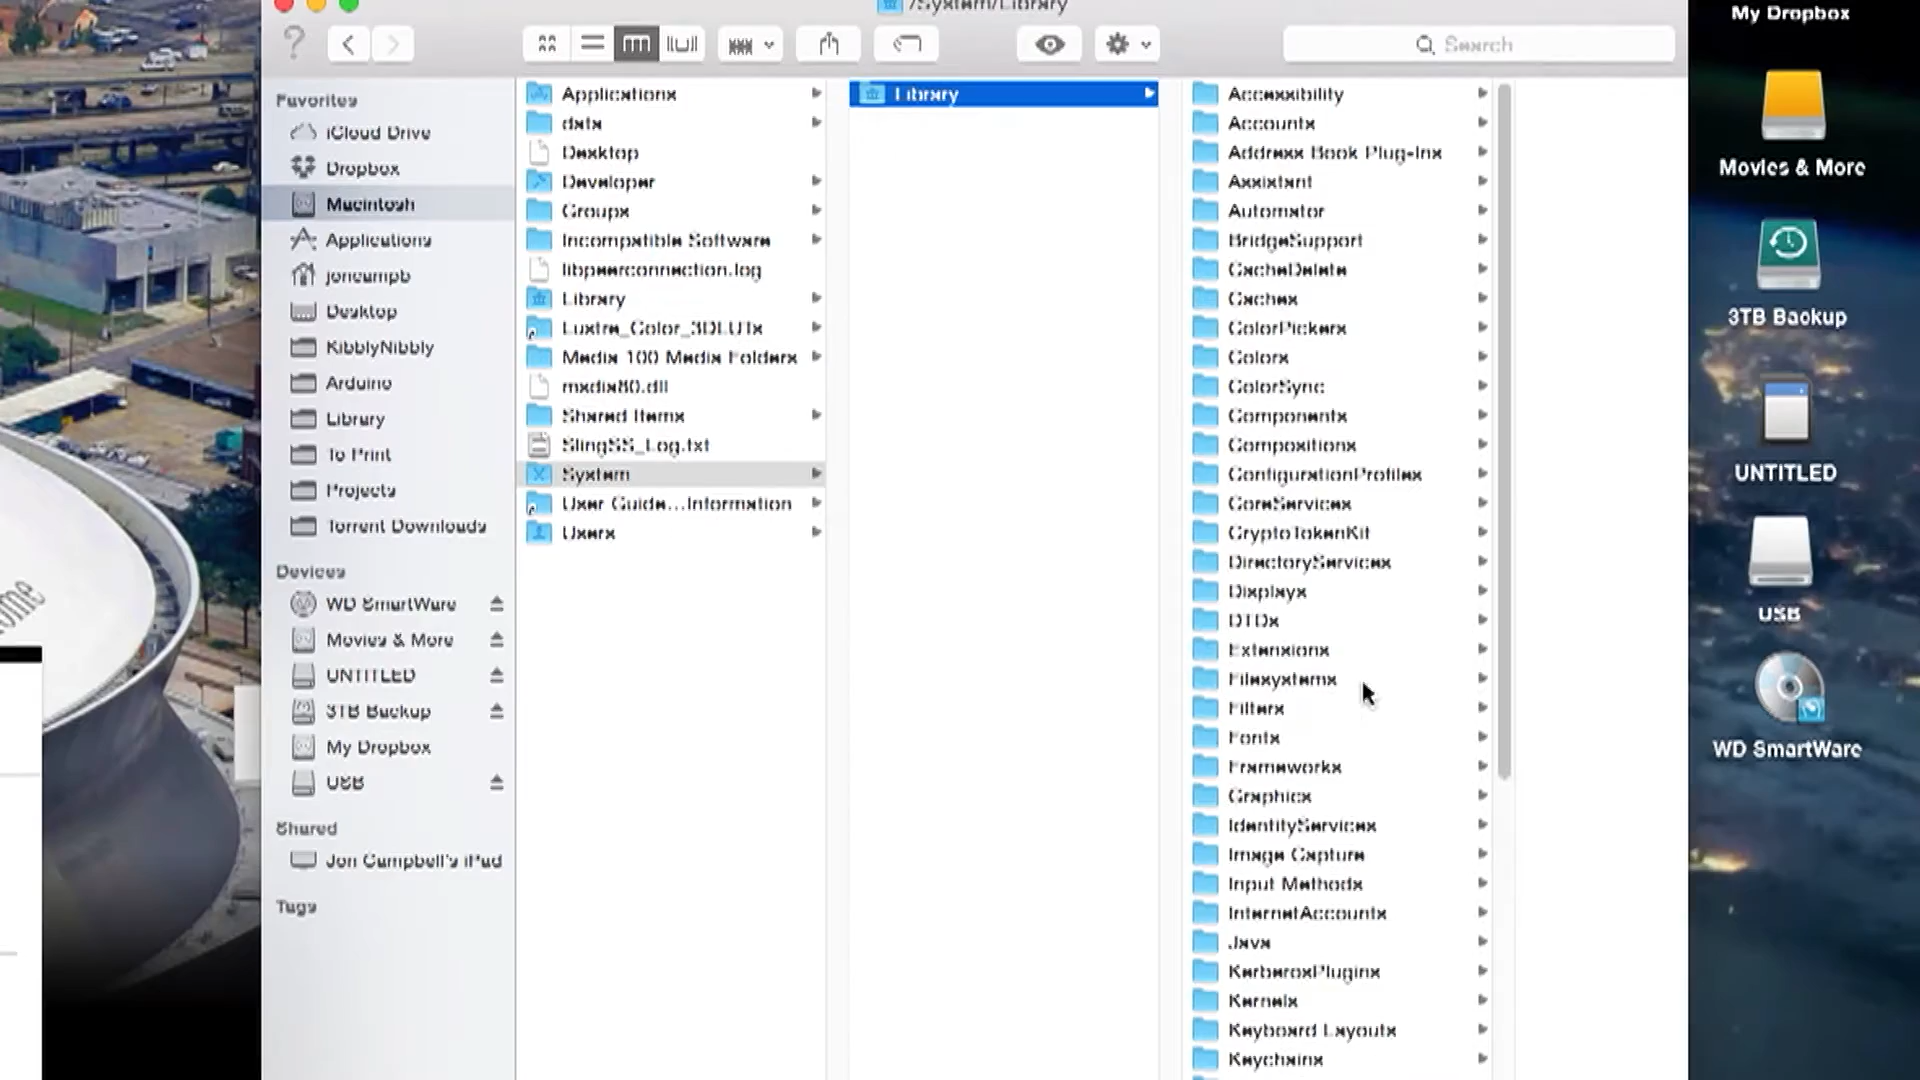 /System/Library
Search
Favorites
iCloud Drive
Dropbox
Macintosh
Applications
joncampb
Desktop
KibblyNibbly
Arduino
Library
To Print
Projects
Torrent Downloads
Devices
WD SmartWare
Movies & More
UNTITLED
3TB Backup
My Dropbox
USB
Shared
Jon Campbell's iPad
Tags
Applications
data
Desktop
Developer
Groups
Incompatible Software
libpeerconnection.log
Library
Lustre_Color_3DLUTs
Media 100 Media Folders
msdia80.dll
Shared Items
SlingSS_Log.txt
System
User Guide...Information
Users
Library
Accessibility
Accounts
Address Book Plug-Ins
Assistant
Automator
BridgeSupport
CacheDelete
Caches
ColorPickers
Colors
ColorSync
Components
Compositions
ConfigurationProfiles
CoreServices
CryptoTokenKit
DirectoryServices
Displays
DTDs
Extensions
Filesystems
Filters
Fonts
Frameworks
Graphics
IdentityServices
Image Capture
Input Methods
InternetAccounts
Java
KerberosPlugins
Kernels
Keyboard Layouts
Keychains
My Dropbox
Movies & More
3TB Backup
UNTITLED
USB
WD SmartWare